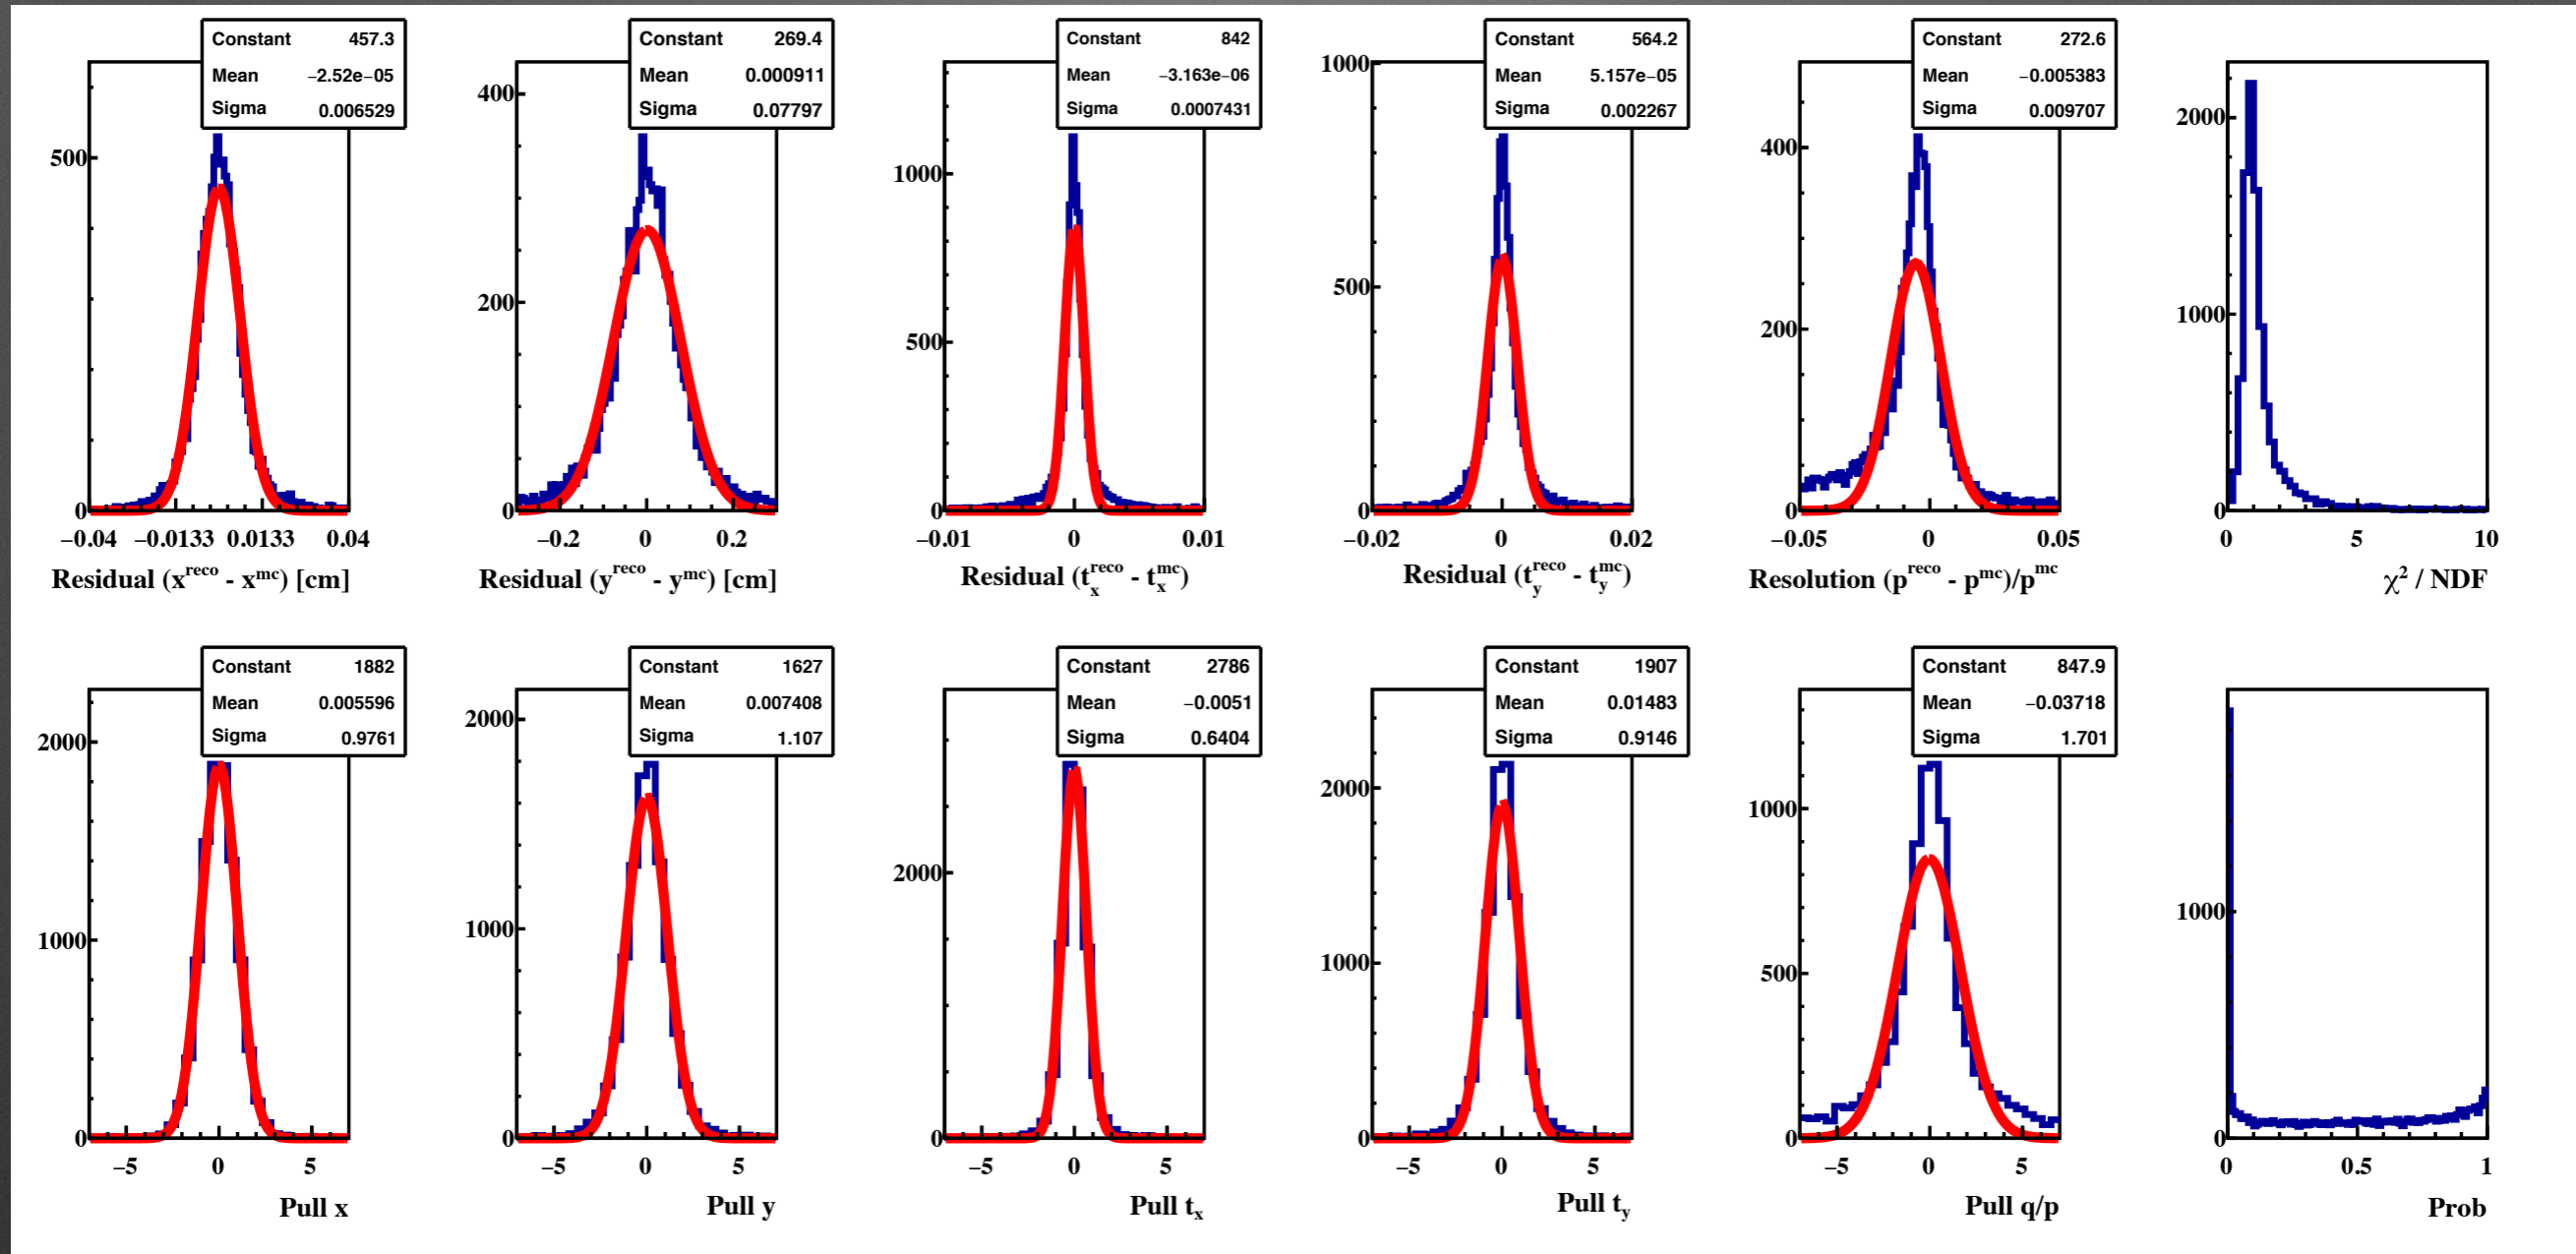 Constant 457.3
Mean −2.52e−05
Sigma 0.006529
500
0
−0.04 −0.0133 0.0133 0.04
Residual (x^reco - x^mc) [cm]
Constant 269.4
Mean 0.000911
Sigma 0.07797
400
200
0
−0.2 0 0.2
Residual (y^reco - y^mc) [cm]
Constant 842
Mean −3.163e−06
Sigma 0.0007431
1000
500
0
−0.01 0 0.01
Residual (t_x^reco - t_x^mc)
Constant 564.2
Mean 5.157e−05
Sigma 0.002267
1000
500
0
−0.02 0 0.02
Residual (t_y^reco - t_y^mc)
Constant 272.6
Mean −0.005383
Sigma 0.009707
400
200
0
−0.05 0 0.05
Resolution (p^reco - p^mc)/p^mc
2000
1000
0
0 5 10
χ² / NDF
Constant 1882
Mean 0.005596
Sigma 0.9761
2000
1000
0
−5 0 5
Pull x
Constant 1627
Mean 0.007408
Sigma 1.107
2000
1000
0
−5 0 5
Pull y
Constant 2786
Mean −0.0051
Sigma 0.6404
2000
0
−5 0 5
Pull t_x
Constant 1907
Mean 0.01483
Sigma 0.9146
2000
1000
0
−5 0 5
Pull t_y
Constant 847.9
Mean −0.03718
Sigma 1.701
1000
500
0
−5 0 5
Pull q/p
1000
0
0 0.5 1
Prob